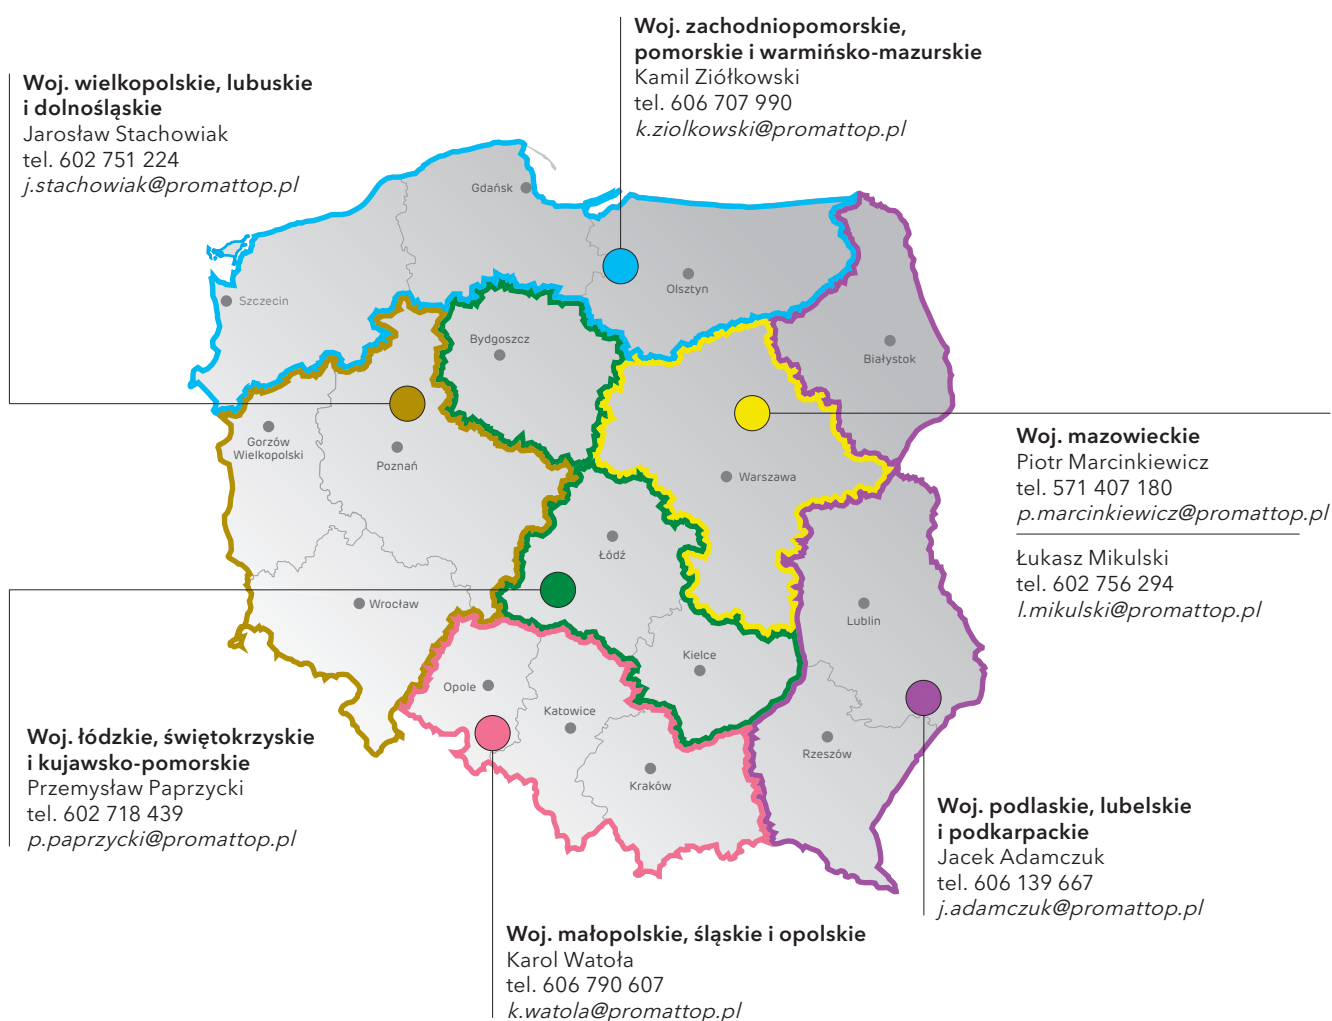 Woj. zachodniopomorskie,
pomorskie i warmińsko-mazurskie
Kamil Ziółkowski
tel. 606 707 990
k.ziolkowski@promattop.pl
Woj. wielkopolskie, lubuskie
i dolnośląskie
Jarosław Stachowiak
tel. 602 751 224
j.stachowiak@promattop.pl
Gdańsk
Olsztyn
Szczecin
Bydgoszcz
Białystok
Gorzów
Wielkopolski
Poznań
Warszawa
Woj. mazowieckie
Piotr Marcinkiewicz
tel. 571 407 180
p.marcinkiewicz@promattop.pl
Łukasz Mikulski
tel. 602 756 294
l.mikulski@promattop.pl
Łódź
Wrocław
Lublin
Kielce
Opole
Katowice
Rzeszów
Kraków
Woj. łódzkie, świętokrzyskie
i kujawsko-pomorskie
Przemysław Paprzycki
tel. 602 718 439
p.paprzycki@promattop.pl
Woj. podlaskie, lubelskie
i podkarpackie
Jacek Adamczuk
tel. 606 139 667
j.adamczuk@promattop.pl
Woj. małopolskie, śląskie i opolskie
Karol Watoła
tel. 606 790 607
k.watola@promattop.pl